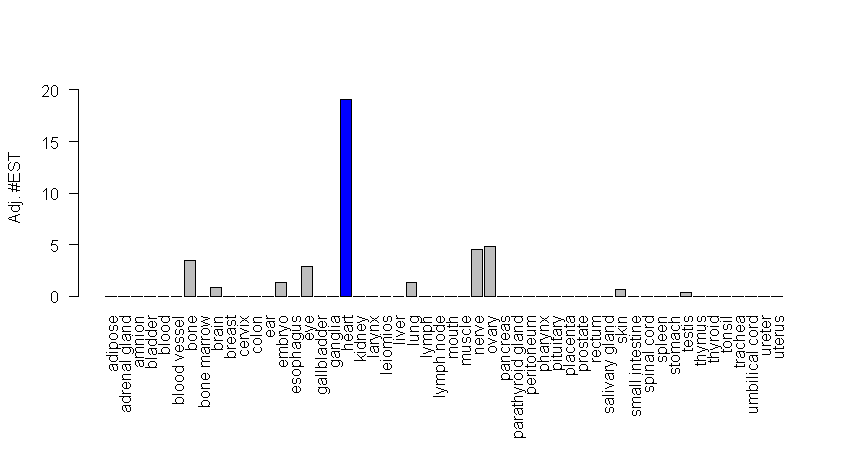 Adj. #EST
20
15
10
5
0
adipose
adrenal gland
amnion
bladder
blood
blood vessel
bone
bone marrow
brain
breast
cervix
colon
ear
embryo
esophagus
eye
gallbladder
ganglia
heart
kidney
larynx
leiomios
liver
lung
lymph
lymph node
mouth
muscle
nerve
ovary
pancreas
parathyroid gland
peritoneum
pharynx
pituitary
placenta
prostate
rectum
salivary gland
skin
small intestine
spinal cord
spleen
stomach
testis
thymus
thyroid
tonsil
trachea
umbilical cord
ureter
uterus